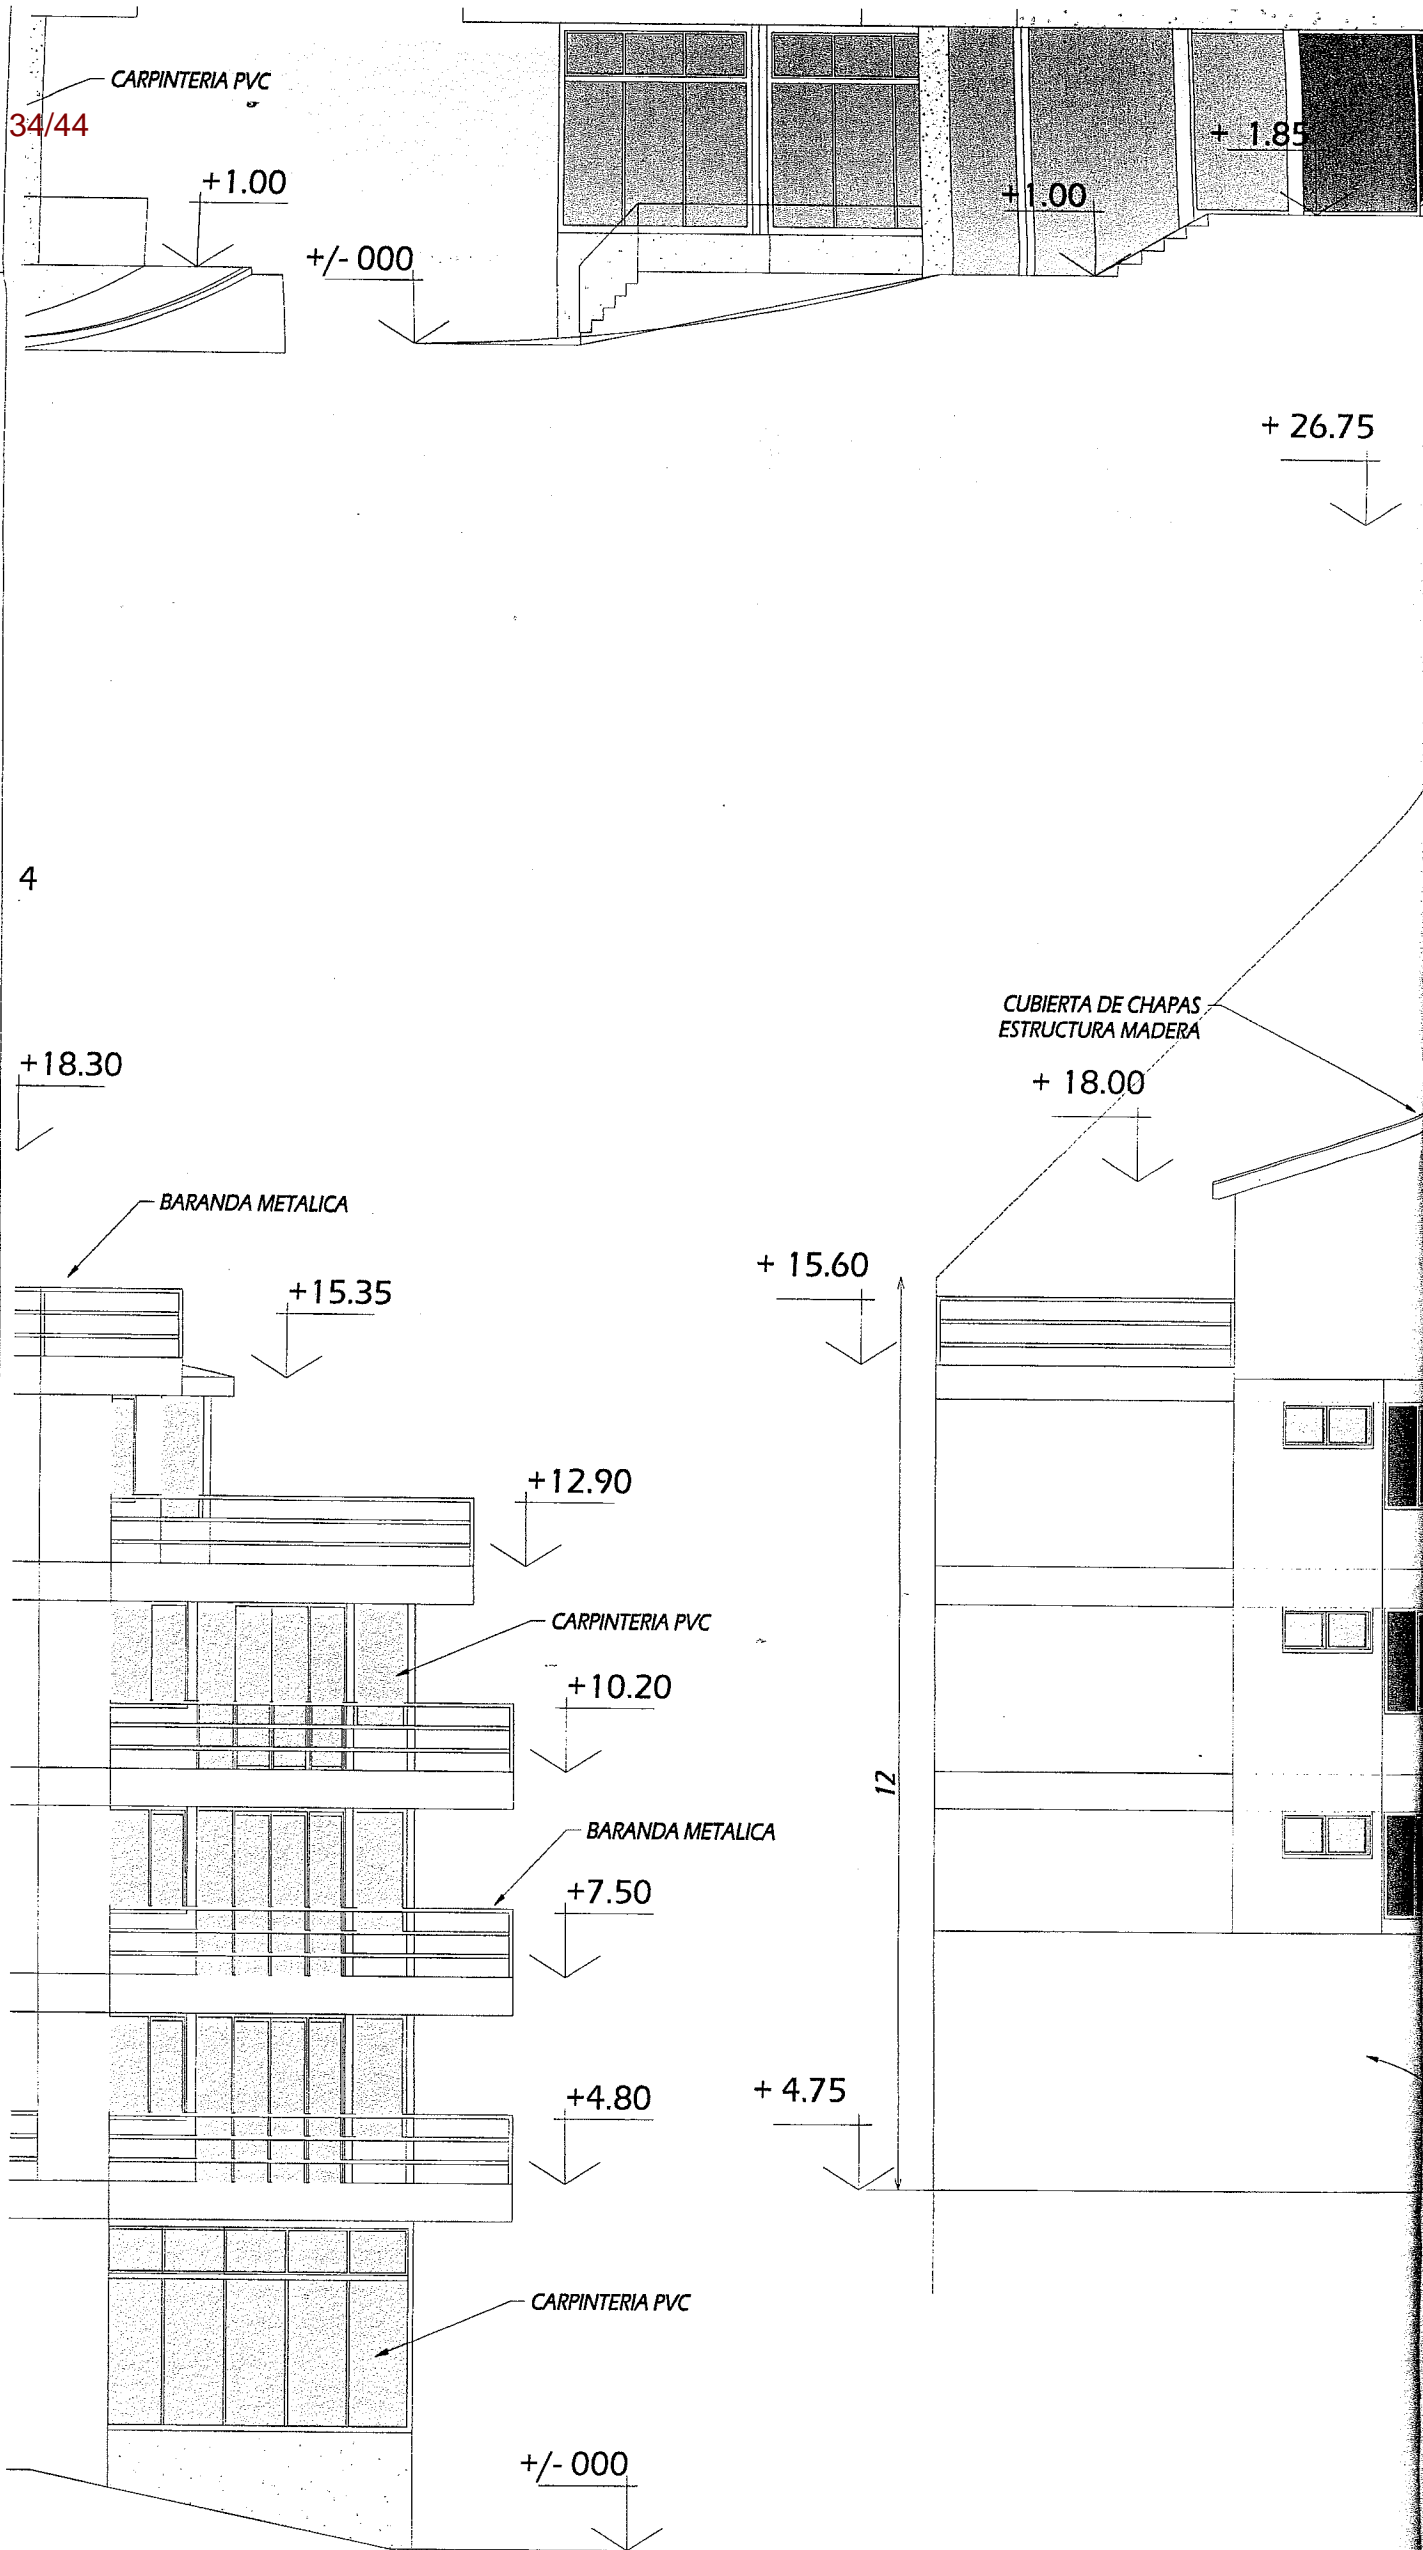 CARPINTERIA PVC
34/44
+ 1.85
+1.00
+1.00
+/- 000
+ 26.75
4
CUBIERTA DE CHAPAS
ESTRUCTURA MADERA
+18.30
+ 18.00
BARANDA METALICA
+ 15.60
+15.35
+12.90
CARPINTERIA PVC
+10.20
12
BARANDA METALICA
+7.50
+4.80
+ 4.75
CARPINTERIA PVC
+/- 000